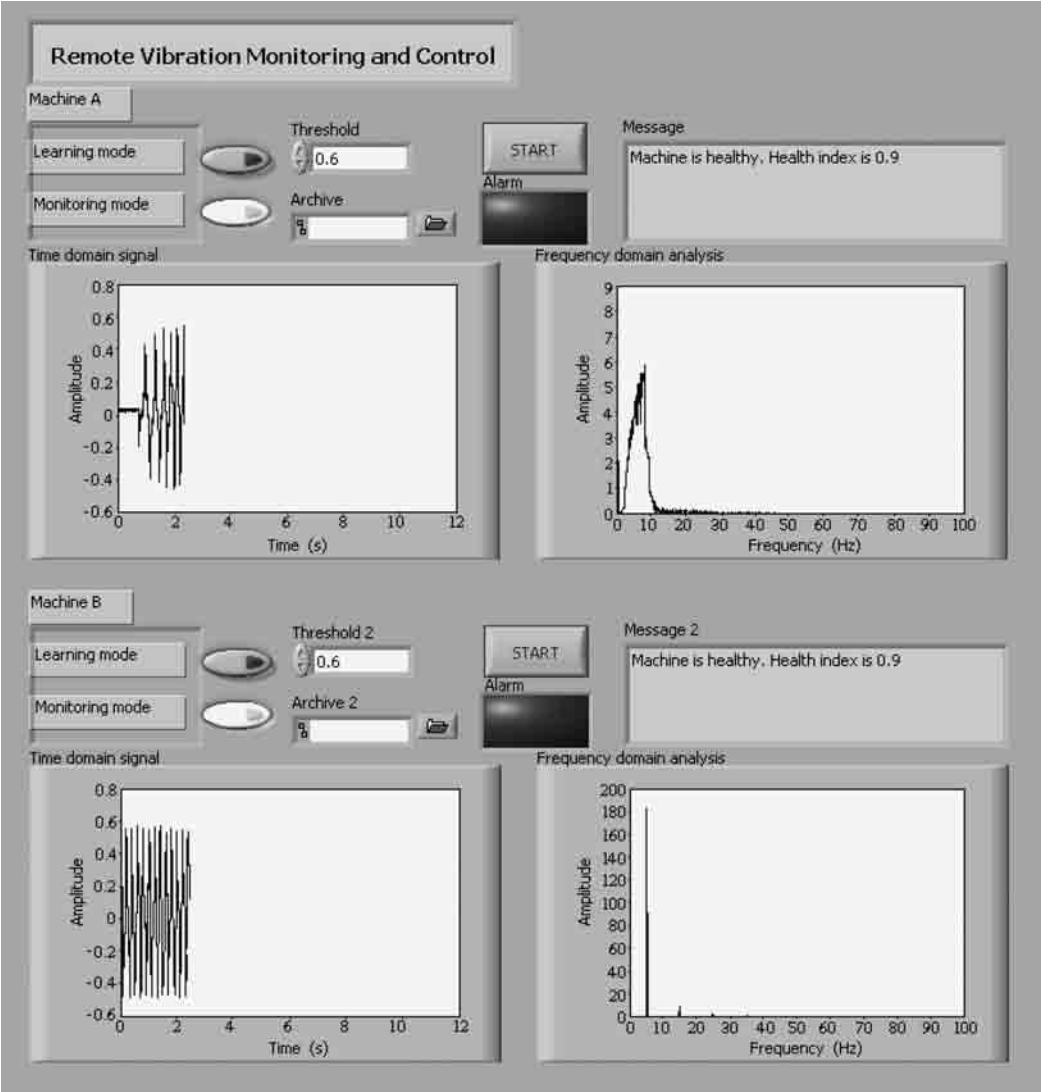 Remote Vibration Monitoring and Control
Machine A
Learning mode
Monitoring mode
Threshold
0.6
Archive
START
Alarm
Message
Machine is healthy. Health index is 0.9
Time domain signal
Amplitude
0.8
0.6
0.4
0.2
0
-0.2
-0.4
-0.6
0 2 4 6 8 10 12
Time (s)
Frequency domain analysis
Amplitude
9
8
7
6
5
4
3
2
1
0
0 10 20 30 40 50 60 70 80 90 100
Frequency (Hz)
Machine B
Learning mode
Monitoring mode
Threshold 2
0.6
Archive 2
START
Alarm
Message 2
Machine is healthy. Health index is 0.9
Time domain signal
Amplitude
0.8
0.6
0.4
0.2
0
-0.2
-0.4
-0.6
0 2 4 6 8 10 12
Time (s)
Frequency domain analysis
Amplitude
200
180
160
140
120
100
80
60
40
20
0
0 10 20 30 40 50 60 70 80 90 100
Frequency (Hz)